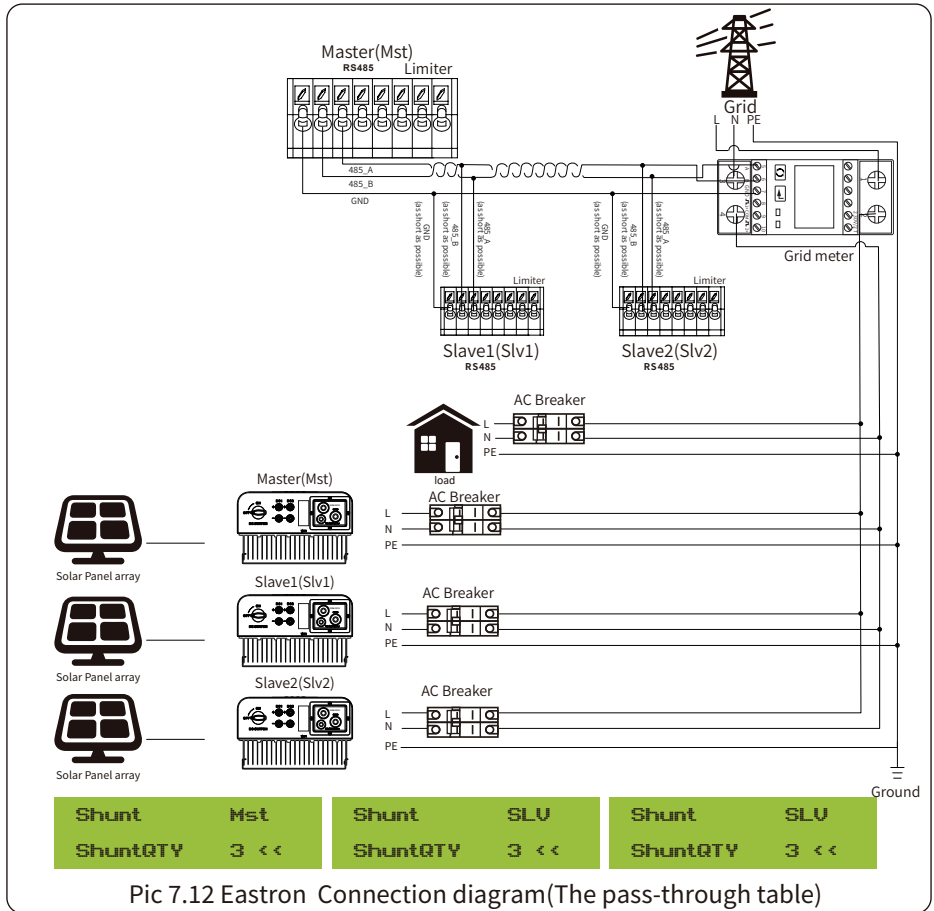 Master(Mst)
RS485
Limiter
Grid
L N PE
485_A
485_B
GND
GND
(as short as possible)
485_B
(as short as possible)
485_A
(as short as possible)
GND
(as short as possible)
485_B
(as short as possible)
485_A
(as short as possible)
Grid meter
Limiter
Slave1(Slv1)
RS485
Limiter
Slave2(Slv2)
RS485
AC Breaker
L
N
PE
load
Master(Mst)
AC Breaker
L
N
PE
Solar Panel array
Slave1(Slv1)
AC Breaker
L
N
PE
Solar Panel array
Slave2(Slv2)
AC Breaker
L
N
PE
Solar Panel array
Ground
Shunt Mst
ShuntQTY 3 <<
Shunt SLV
ShuntQTY 3 <<
Shunt SLV
ShuntQTY 3 <<
Pic 7.12 Eastron Connection diagram(The pass-through table)